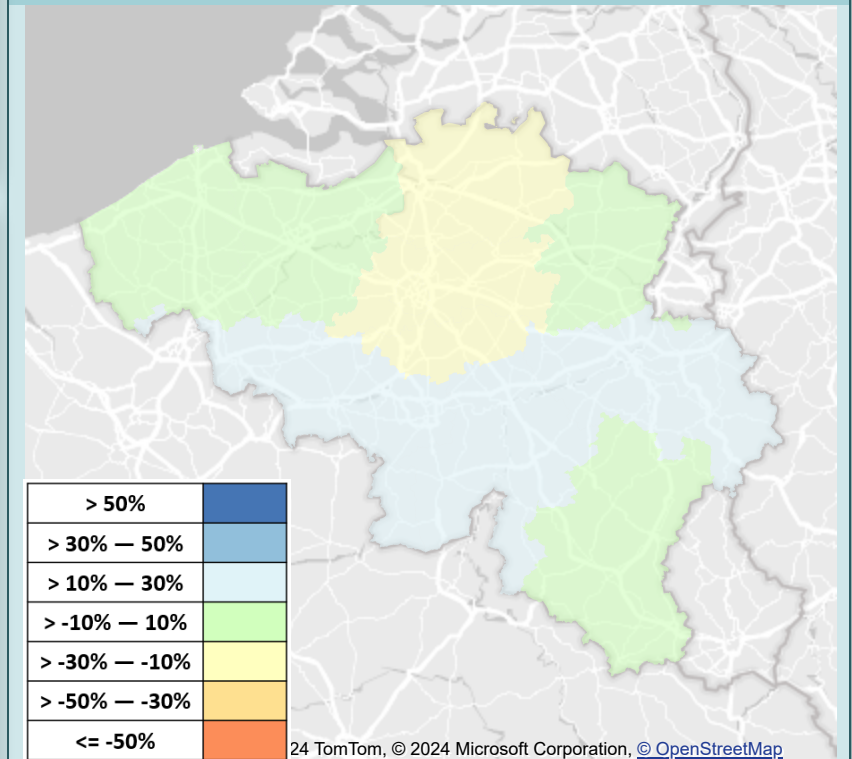 > 50%
> 30% — 50%
> 10% — 30%
> -10% — 10%
> -30% — -10%
> -50% — -30%
<= -50%
24 TomTom, © 2024 Microsoft Corporation, © OpenStreetMap